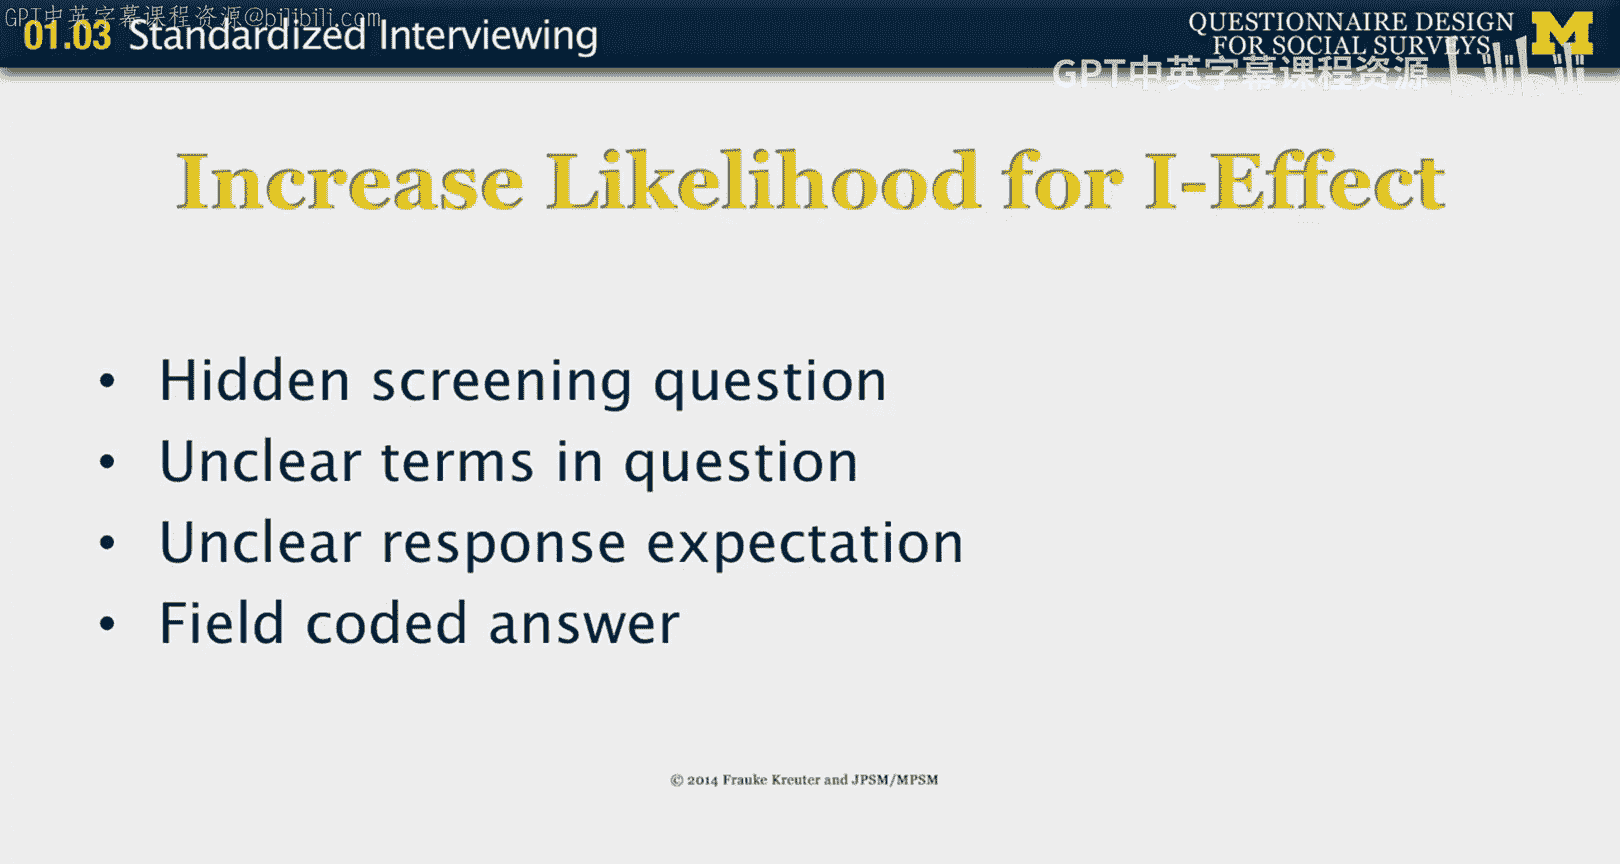 GPT中英字幕课程资源@bilibili.com
01.03 Standardized Interviewing
QUESTIONNAIRE DESIGN
FOR SOCIAL SURVEYS
M
GPT中英字幕课程资源 bilibili
Increase Likelihood for I-Effect
• Hidden screening question
• Unclear terms in question
• Unclear response expectation
• Field coded answer
© 2014 Frauke Kreuter and JPSM/MPSM